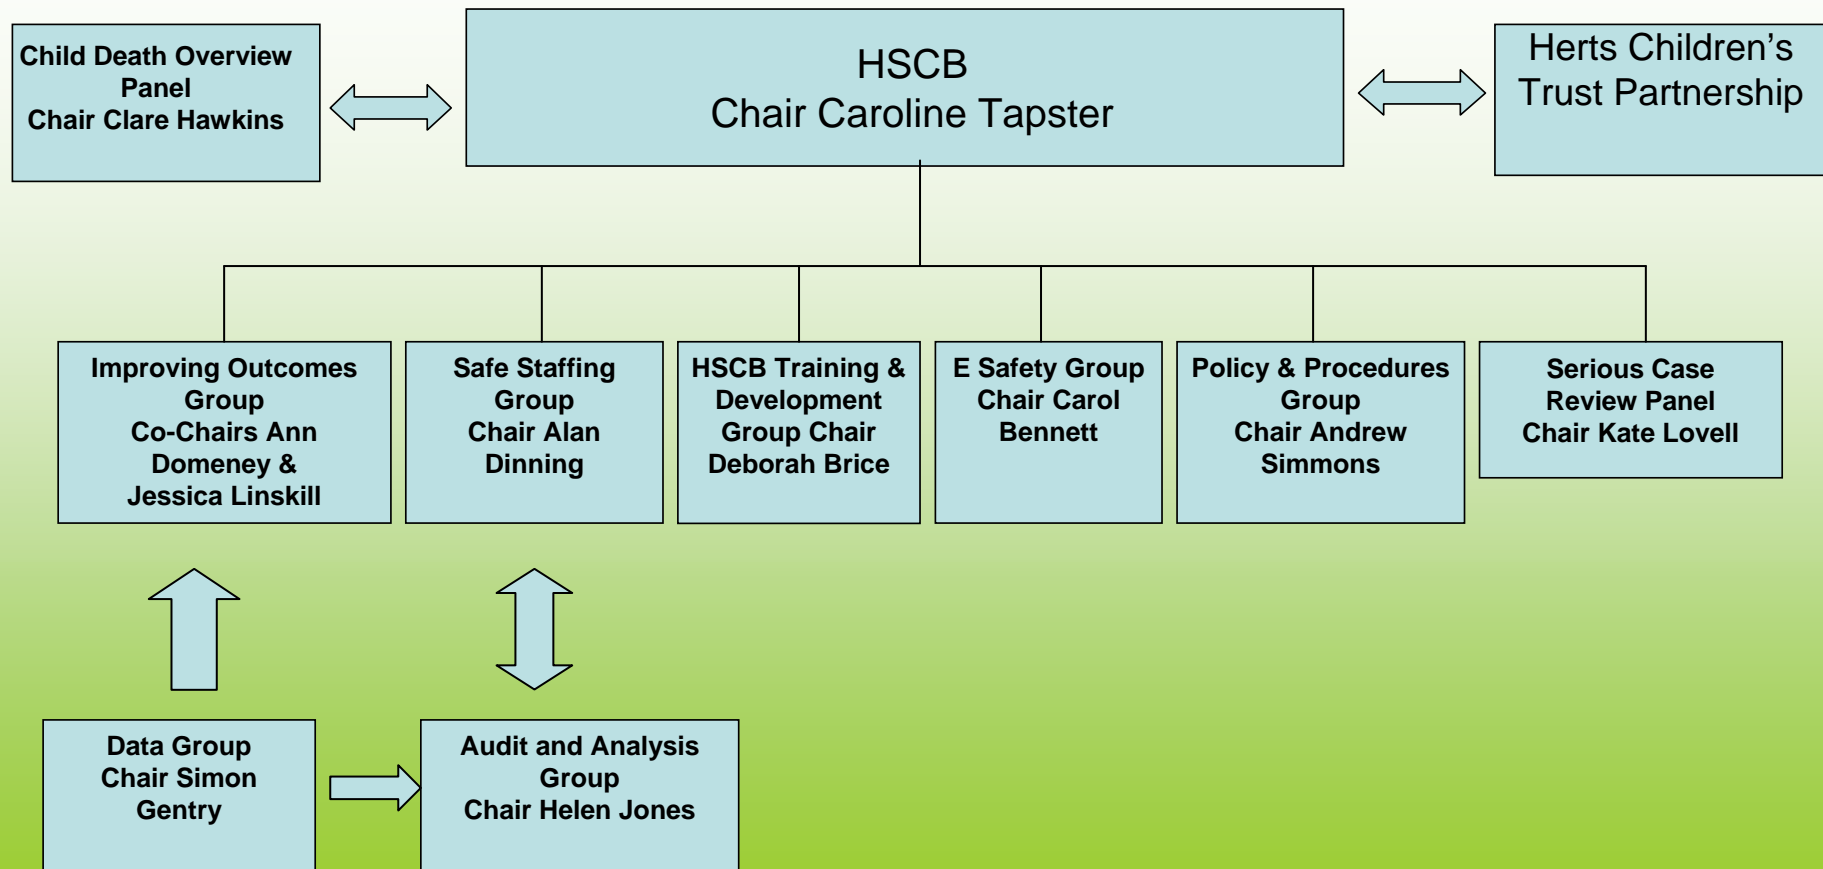 Child Death Overview
Panel
Chair Clare Hawkins
HSCB
Chair Caroline Tapster
Herts Children’s
Trust Partnership
Improving Outcomes
Group
Co-Chairs Ann
Domeney &
Jessica Linskill
Safe Staffing
Group
Chair Alan
Dinning
HSCB Training &
Development
Group Chair
Deborah Brice
E Safety Group
Chair Carol
Bennett
Policy & Procedures
Group
Chair Andrew
Simmons
Serious Case
Review Panel
Chair Kate Lovell
Data Group
Chair Simon
Gentry
Audit and Analysis
Group
Chair Helen Jones